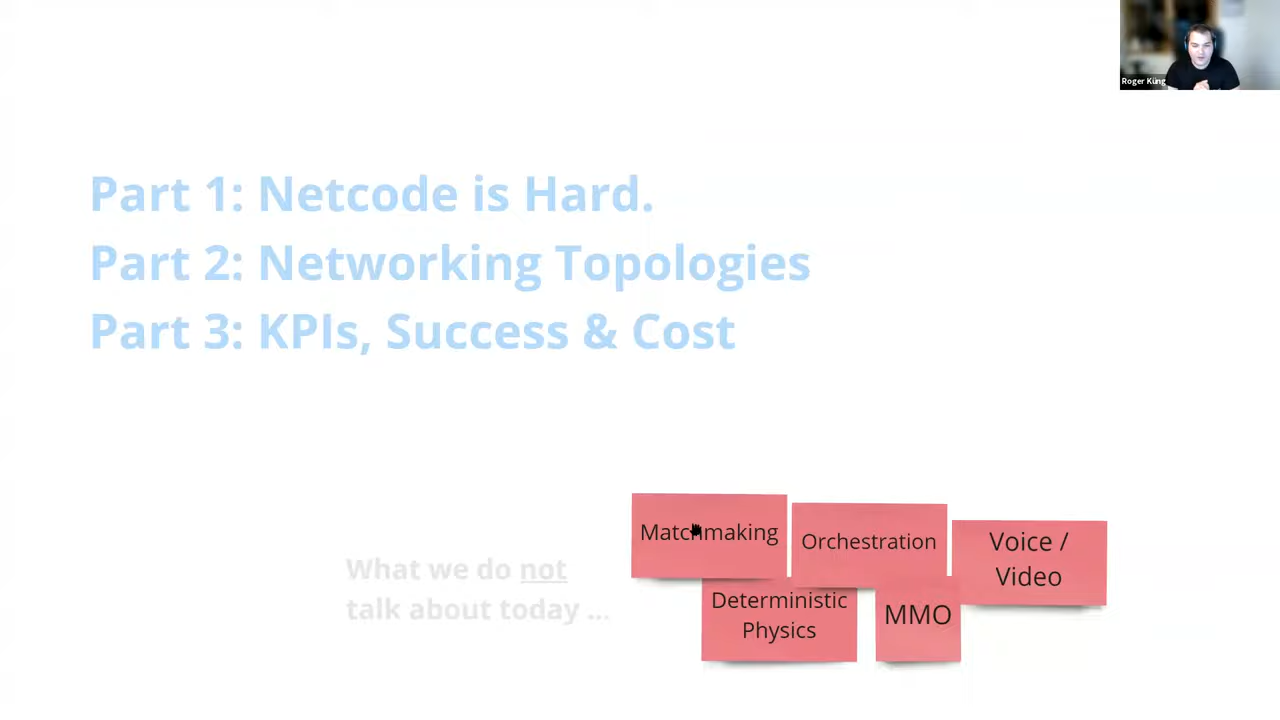 Roger Küng
Part 1: Netcode is Hard.
Part 2: Networking Topologies
Part 3: KPIs, Success & Cost
What we do not
talk about today ...
Matchmaking
Orchestration
Voice /
Video
Deterministic
Physics
MMO